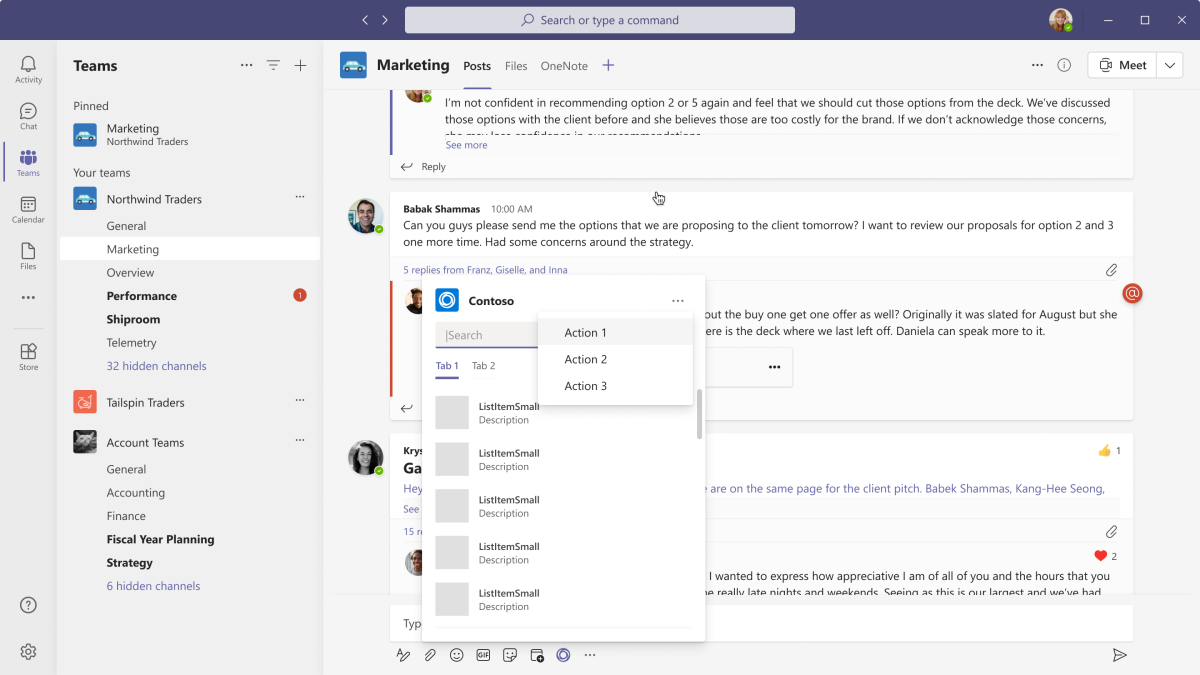 Search or type a command
Activity
Chat
Teams
Calendar
Files
Store
Teams
Pinned
Marketing
Northwind Traders
Your teams
Northwind Traders
General
Marketing
Overview
Performance
1
Shiproom
Telemetry
32 hidden channels
Tailspin Traders
Account Teams
General
Accounting
Finance
Fiscal Year Planning
Strategy
6 hidden channels
Marketing
Posts
Files
OneNote
Meet
I'm not confident in recommending option 2 or 5 again and feel that we should cut those options from the deck. We've discussed
those options with the client before and she believes those are too costly for the brand. If we don't acknowledge those concerns,
she may lose confidence in our recommendations
See more
Reply
Babak Shammas 10:00 AM
Can you guys please send me the options that we are proposing to the client tomorrow? I want to review our proposals for option 2 and 3
one more time. Had some concerns around the strategy.
5 replies from Franz, Giselle, and Inna
out the buy one get one offer as well? Originally it was slated for August but she
ere is the deck where we last left off. Daniela can speak more to it.
@
Contoso
Search
Tab 1
Tab 2
Action 1
Action 2
Action 3
ListItemSmall
Description
ListItemSmall
Description
ListItemSmall
Description
ListItemSmall
Description
ListItemSmall
Description
Krys
1
Ga
Hey
are on the same page for the client pitch. Babek Shammas, Kang-Hee Seong,
See
15 re
2
I wanted to express how appreciative I am of all of you and the hours that you
e really late nights and weekends. Seeing as this is our largest and we've had
Typ
GIF